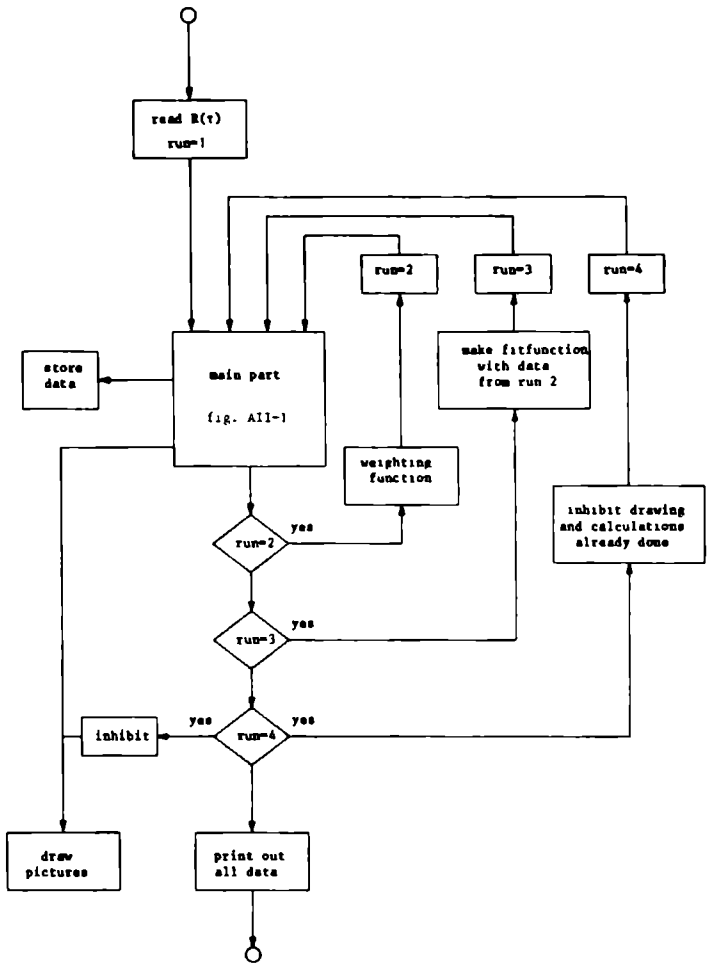 read R(τ)
run=1
run=2
run=3
run=4
store
data
main part
fig. AII-1
make fitfunction
with data
from run 2
weighting
function
inhibit drawing
and calculations
already done
yes
run=2
yes
run=3
yes
yes
inhibit
run=4
draw
pictures
print out
all data